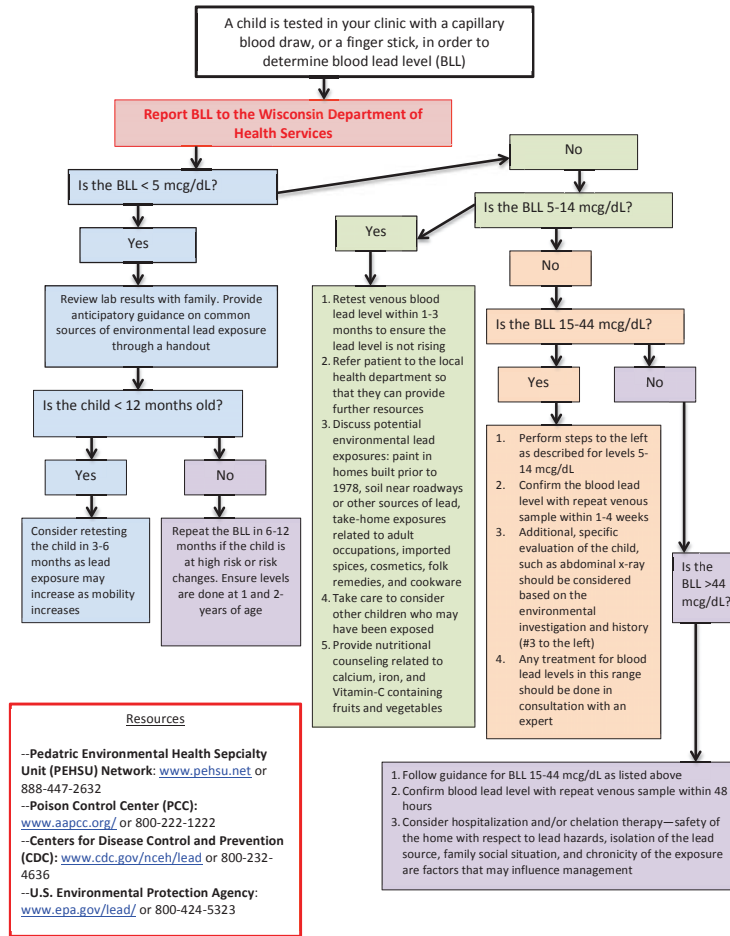 A child is tested in your clinic with a capillary
blood draw, or a finger stick, in order to
determine blood lead level (BLL)
Report BLL to the Wisconsin Department of
Health Services
No
Is the BLL < 5 mcg/dL?
Is the BLL 5-14 mcg/dL?
Yes
Yes
No
Review lab results with family. Provide
anticipatory guidance on common
sources of environmental lead exposure
through a handout
1. Retest venous blood
lead level within 1-3
months to ensure the
lead level is not rising
2. Refer patient to the local
health department so
that they can provide
further resources
3. Discuss potential
environmental lead
exposures: paint in
homes built prior to
1978, soil near roadways
or other sources of lead,
take-home exposures
related to adult
occupations, imported
spices, cosmetics, folk
remedies, and cookware
4. Take care to consider
other children who may
have been exposed
5. Provide nutritional
counseling related to
calcium, iron, and
Vitamin-C containing
fruits and vegetables
Is the BLL 15-44 mcg/dL?
Yes
No
Is the child < 12 months old?
Yes
No
Consider retesting
the child in 3-6
months as lead
exposure may
increase as mobility
increases
Repeat the BLL in 6-12
months if the child is
at high risk or risk
changes. Ensure levels
are done at 1 and 2-
years of age
1. Perform steps to the left
as described for levels 5-
14 mcg/dL
2. Confirm the blood lead
level with repeat venous
sample within 1-4 weeks
3. Additional, specific
evaluation of the child,
such as abdominal x-ray
should be considered
based on the
environmental
investigation and history
(#3 to the left)
4. Any treatment for blood
lead levels in this range
should be done in
consultation with an
expert
Is the
BLL >44
mcg/dL?
Resources
--Pediatric Environmental Health Sepcialty
Unit (PEHSU) Network: www.pehsu.net or
888-447-2632
--Poison Control Center (PCC):
www.aapcc.org/ or 800-222-1222
--Centers for Disease Control and Prevention
(CDC): www.cdc.gov/nceh/lead or 800-232-
4636
--U.S. Environmental Protection Agency:
www.epa.gov/lead/ or 800-424-5323
1. Follow guidance for BLL 15-44 mcg/dL as listed above
2. Confirm blood lead level with repeat venous sample within 48
hours
3. Consider hospitalization and/or chelation therapy—safety of
the home with respect to lead hazards, isolation of the lead
source, family social situation, and chronicity of the exposure
are factors that may influence management